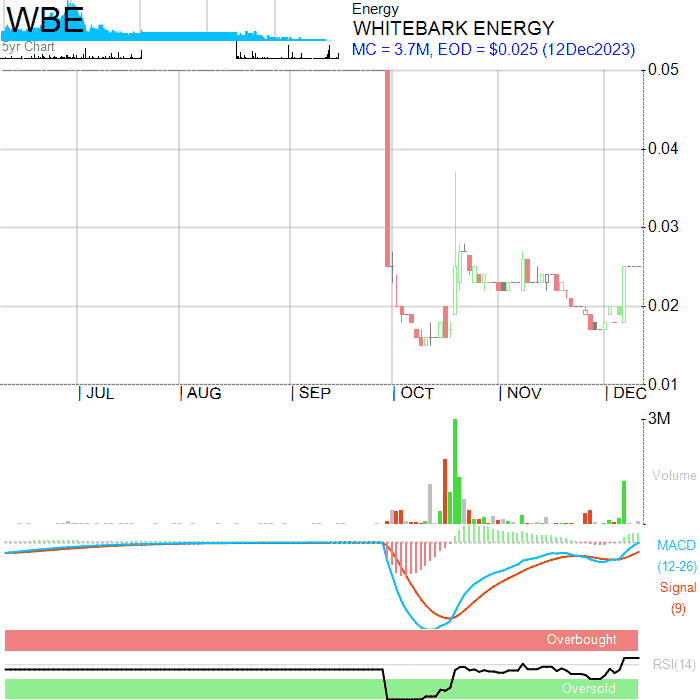 WBE
5yr Chart
Energy
WHITEBARK ENERGY
MC = 3.7M, EOD = $0.025 (12Dec2023)
0.05
0.04
0.03
0.02
0.01
| JUL | AUG | SEP | OCT | NOV | DEC
3M
Volume
MACD
(12-26)
Signal
(9)
Overbought
RSI(14)
Oversold